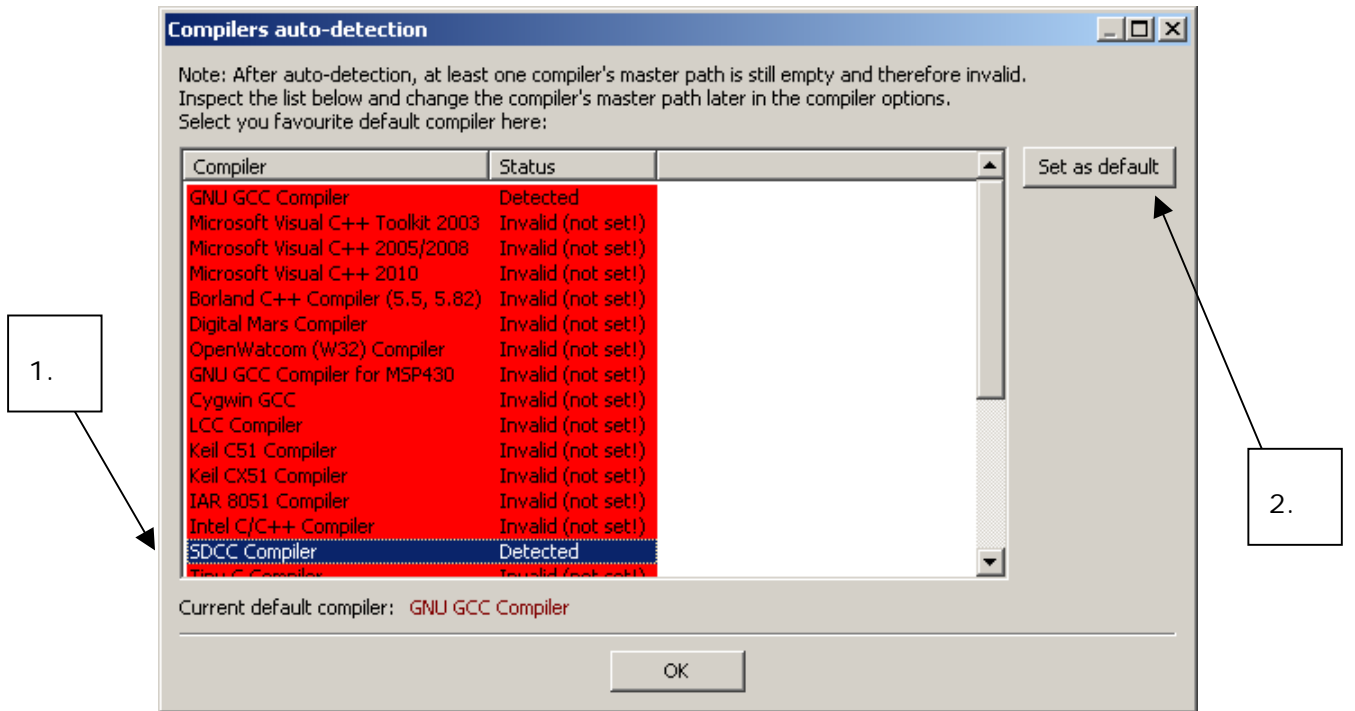 Compilers auto-detection
Note: After auto-detection, at least one compiler's master path is still empty and therefore invalid.
Inspect the list below and change the compiler's master path later in the compiler options.
Select you favourite default compiler here:
Compiler Status
Set as default
GNU GCC Compiler Detected
Microsoft Visual C++ Toolkit 2003 Invalid (not set!)
Microsoft Visual C++ 2005/2008 Invalid (not set!)
Microsoft Visual C++ 2010 Invalid (not set!)
Borland C++ Compiler (5.5, 5.82) Invalid (not set!)
Digital Mars Compiler Invalid (not set!)
OpenWatcom (W32) Compiler Invalid (not set!)
GNU GCC Compiler for MSP430 Invalid (not set!)
Cygwin GCC Invalid (not set!)
LCC Compiler Invalid (not set!)
Keil C51 Compiler Invalid (not set!)
Keil CX51 Compiler Invalid (not set!)
IAR 8051 Compiler Invalid (not set!)
Intel C/C++ Compiler Invalid (not set!)
SDCC Compiler Detected
Tiny C Compiler Invalid (not set!)
Current default compiler: GNU GCC Compiler
OK
1.
2.